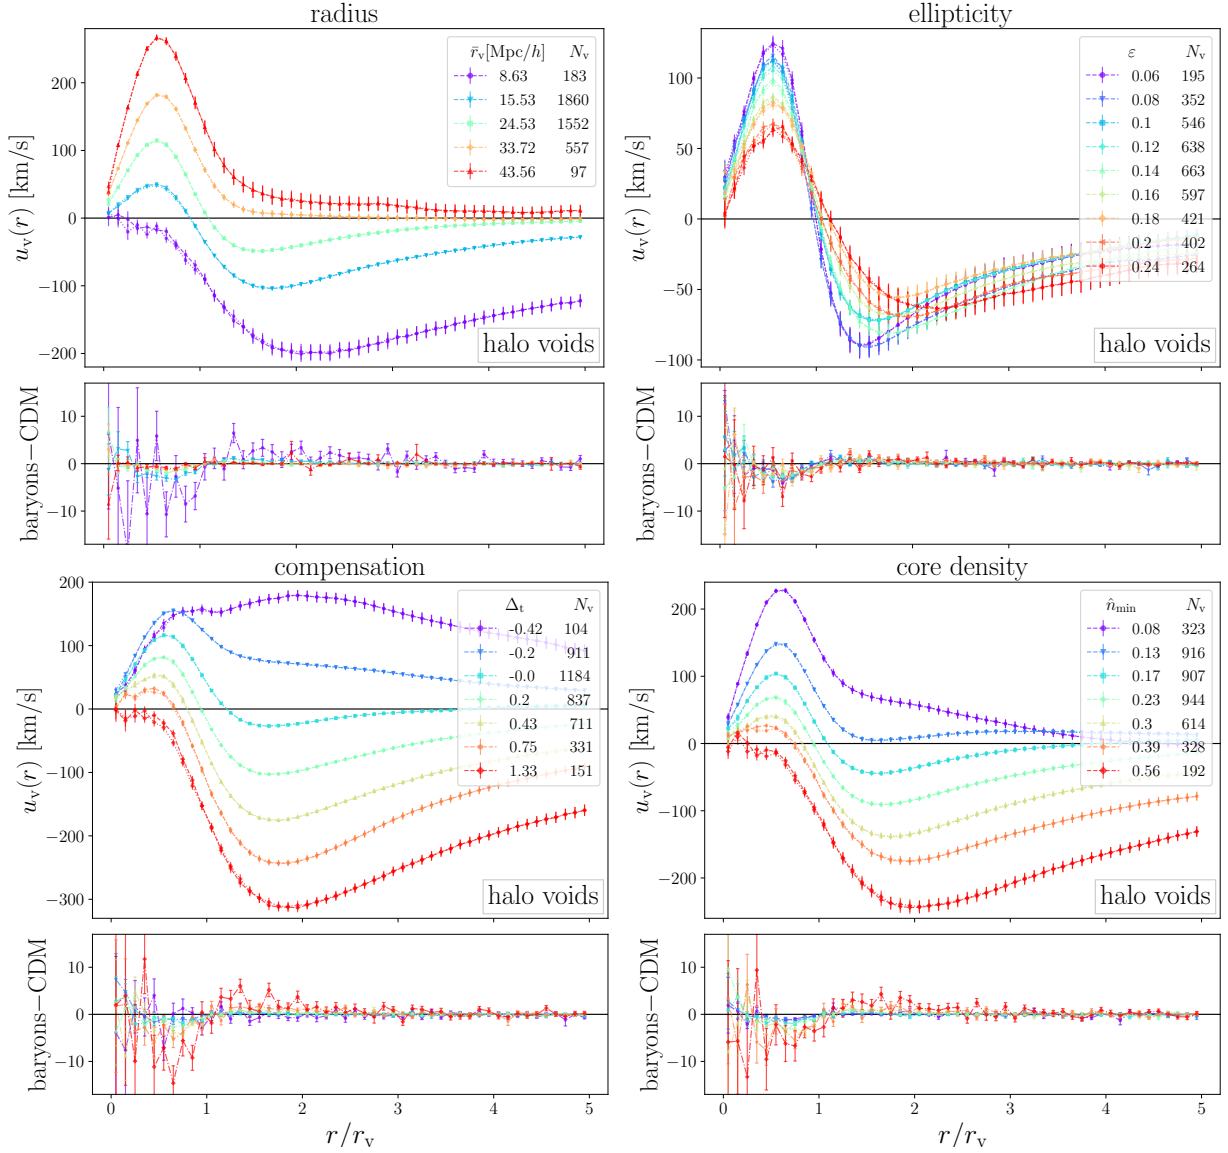 radius
r̄v[Mpc/h] Nv
8.63 183
15.53 1860
24.53 1552
33.72 557
43.56 97
200
100
0
−100
−200
uv(r) [km/s]
halo voids
10
0
−10
baryons−CDM
ellipticity
ε Nv
0.06 195
0.08 352
0.1 546
0.12 638
0.14 663
0.16 597
0.18 421
0.2 402
0.24 264
100
50
0
−50
−100
uv(r) [km/s]
halo voids
10
0
−10
baryons−CDM
compensation
Δt Nv
-0.42 104
-0.2 911
-0.0 1184
0.2 837
0.43 711
0.75 331
1.33 151
200
100
0
−100
−200
−300
uv(r) [km/s]
halo voids
10
0
−10
baryons−CDM
0 1 2 3 4 5
r/rv
core density
n̂min Nv
0.08 323
0.13 916
0.17 907
0.23 944
0.3 614
0.39 328
0.56 192
200
100
0
−100
−200
uv(r) [km/s]
halo voids
10
0
−10
baryons−CDM
0 1 2 3 4 5
r/rv